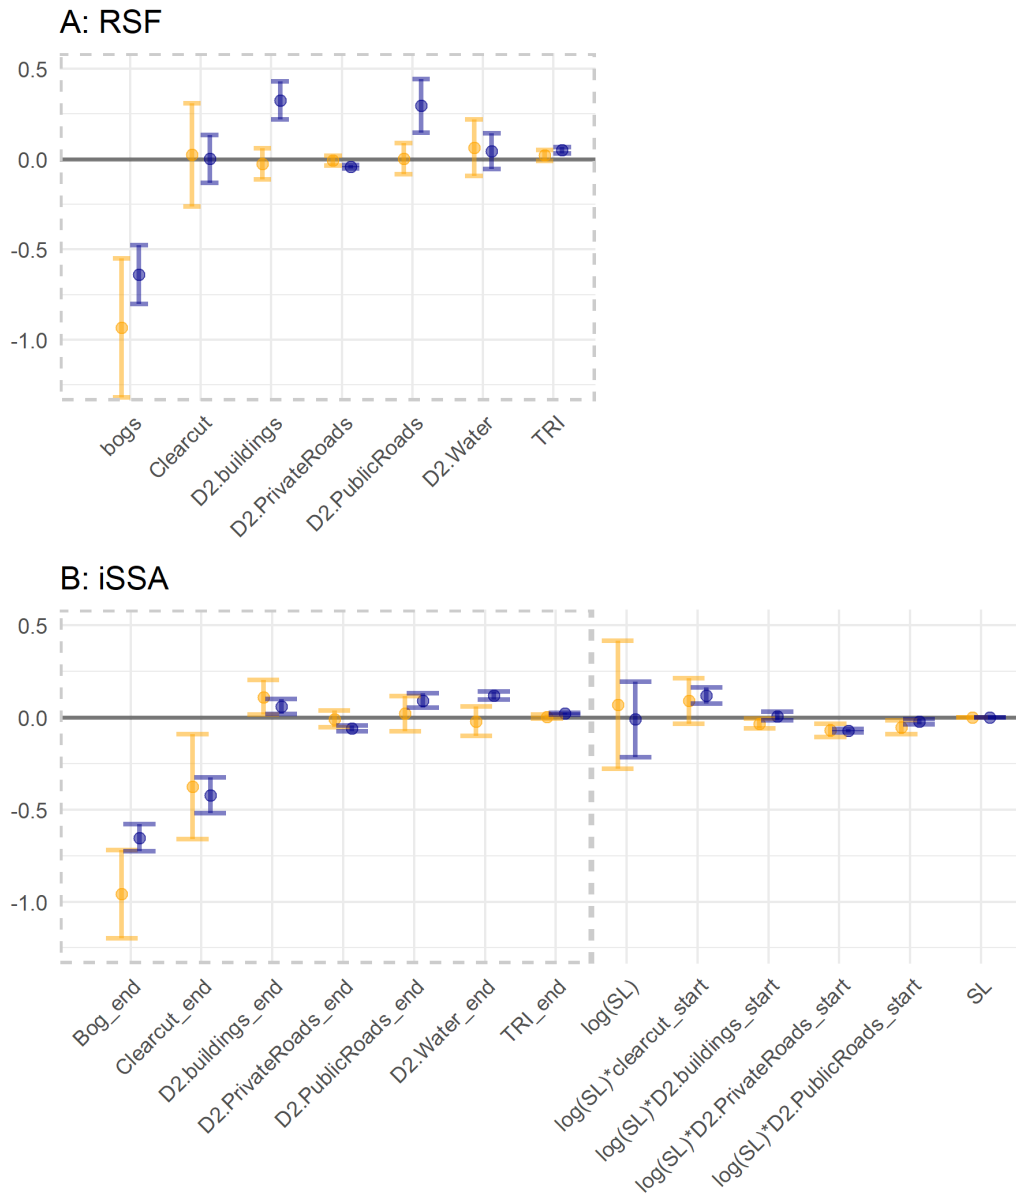 A: RSF
0.5
0.0
-0.5
-1.0
bogs
Clearcut
D2.buildings
D2.PrivateRoads
D2.PublicRoads
D2.Water
TRI
B: iSSA
0.5
0.0
-0.5
-1.0
Bog_end
Clearcut_end
D2.buildings_end
D2.PrivateRoads_end
D2.PublicRoads_end
D2.Water_end
TRI_end
log(SL)
log(SL)*clearcut_start
log(SL)*D2.buildings_start
log(SL)*D2.PrivateRoads_start
log(SL)*D2.PublicRoads_start
SL